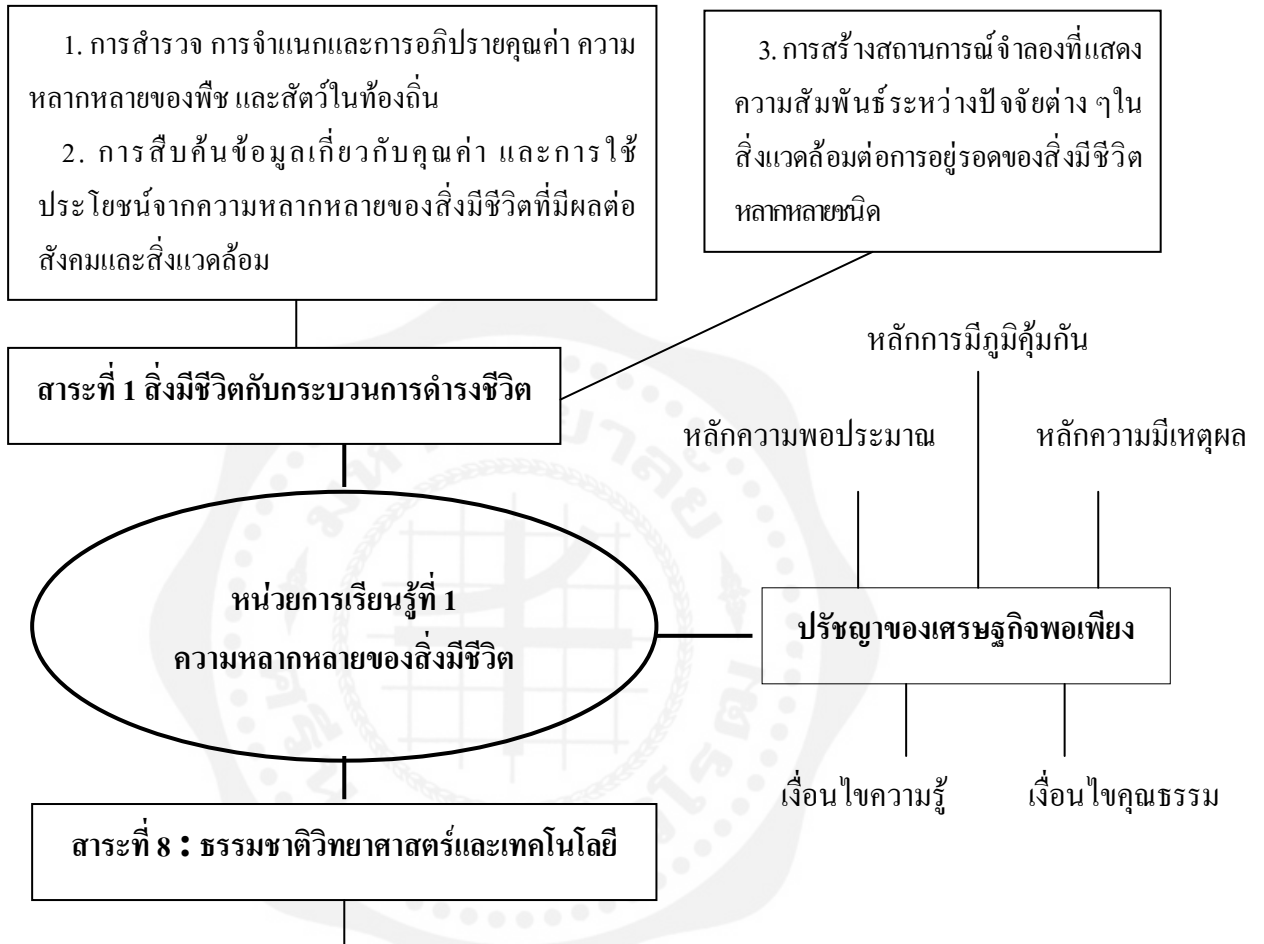 1. การสำรวจ การจำแนกและการอภิปรายคุณค่า ความ
หลากหลายของพืช และสัตว์ในท้องถิ่น
2. การสืบค้นข้อมูลเกี่ยวกับคุณค่า และการใช้
ประโยชน์จากความหลากหลายของสิ่งมีชีวิตที่มีผลต่อ
สังคมและสิ่งแวดล้อม
3. การสร้างสถานการณ์จำลองที่แสดง
ความสัมพันธ์ระหว่างปัจจัยต่าง ๆใน
สิ่งแวดล้อมต่อการอยู่รอดของสิ่งมีชีวิต
หลากหลายชนิด
สาระที่ 1 สิ่งมีชีวิตกับกระบวนการดำรงชีวิต
หลักการมีภูมิคุ้มกัน
หลักความพอประมาณ
หลักความมีเหตุผล
หน่วยการเรียนรู้ที่ 1
ความหลากหลายของสิ่งมีชีวิต
ปรัชญาของเศรษฐกิจพอเพียง
เงื่อนไขความรู้
เงื่อนไขคุณธรรม
สาระที่ 8 : ธรรมชาติวิทยาศาสตร์และเทคโนโลยี